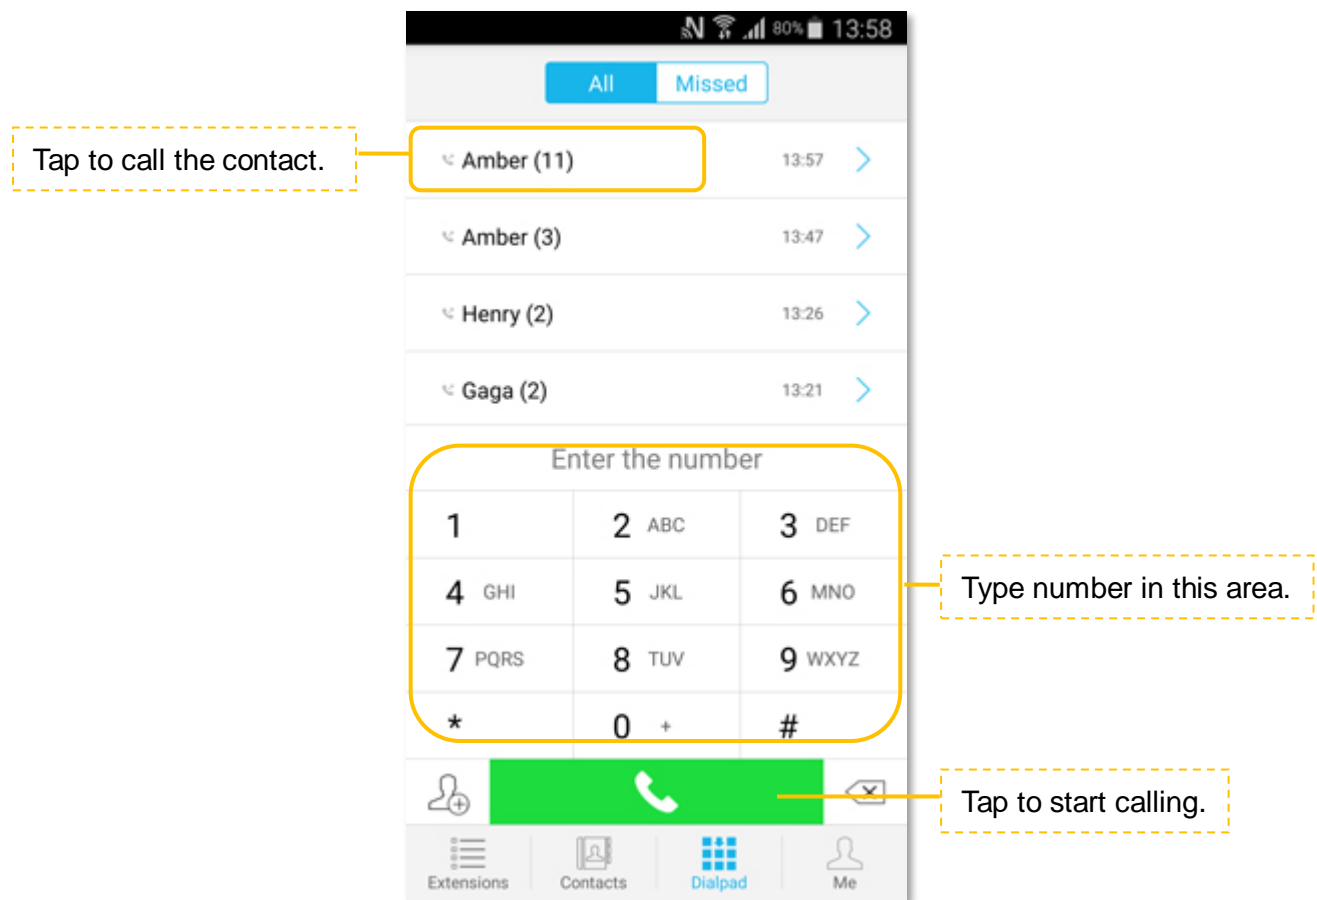 80% 13:58
All Missed
Tap to call the contact.
Amber (11) 13:57
Amber (3) 13:47
Henry (2) 13:26
Gaga (2) 13:21
Enter the number
1 2 ABC 3 DEF
4 GHI 5 JKL 6 MNO
Type number in this area.
7 PQRS 8 TUV 9 WXYZ
* 0 + #
Tap to start calling.
Extensions Contacts Dialpad Me